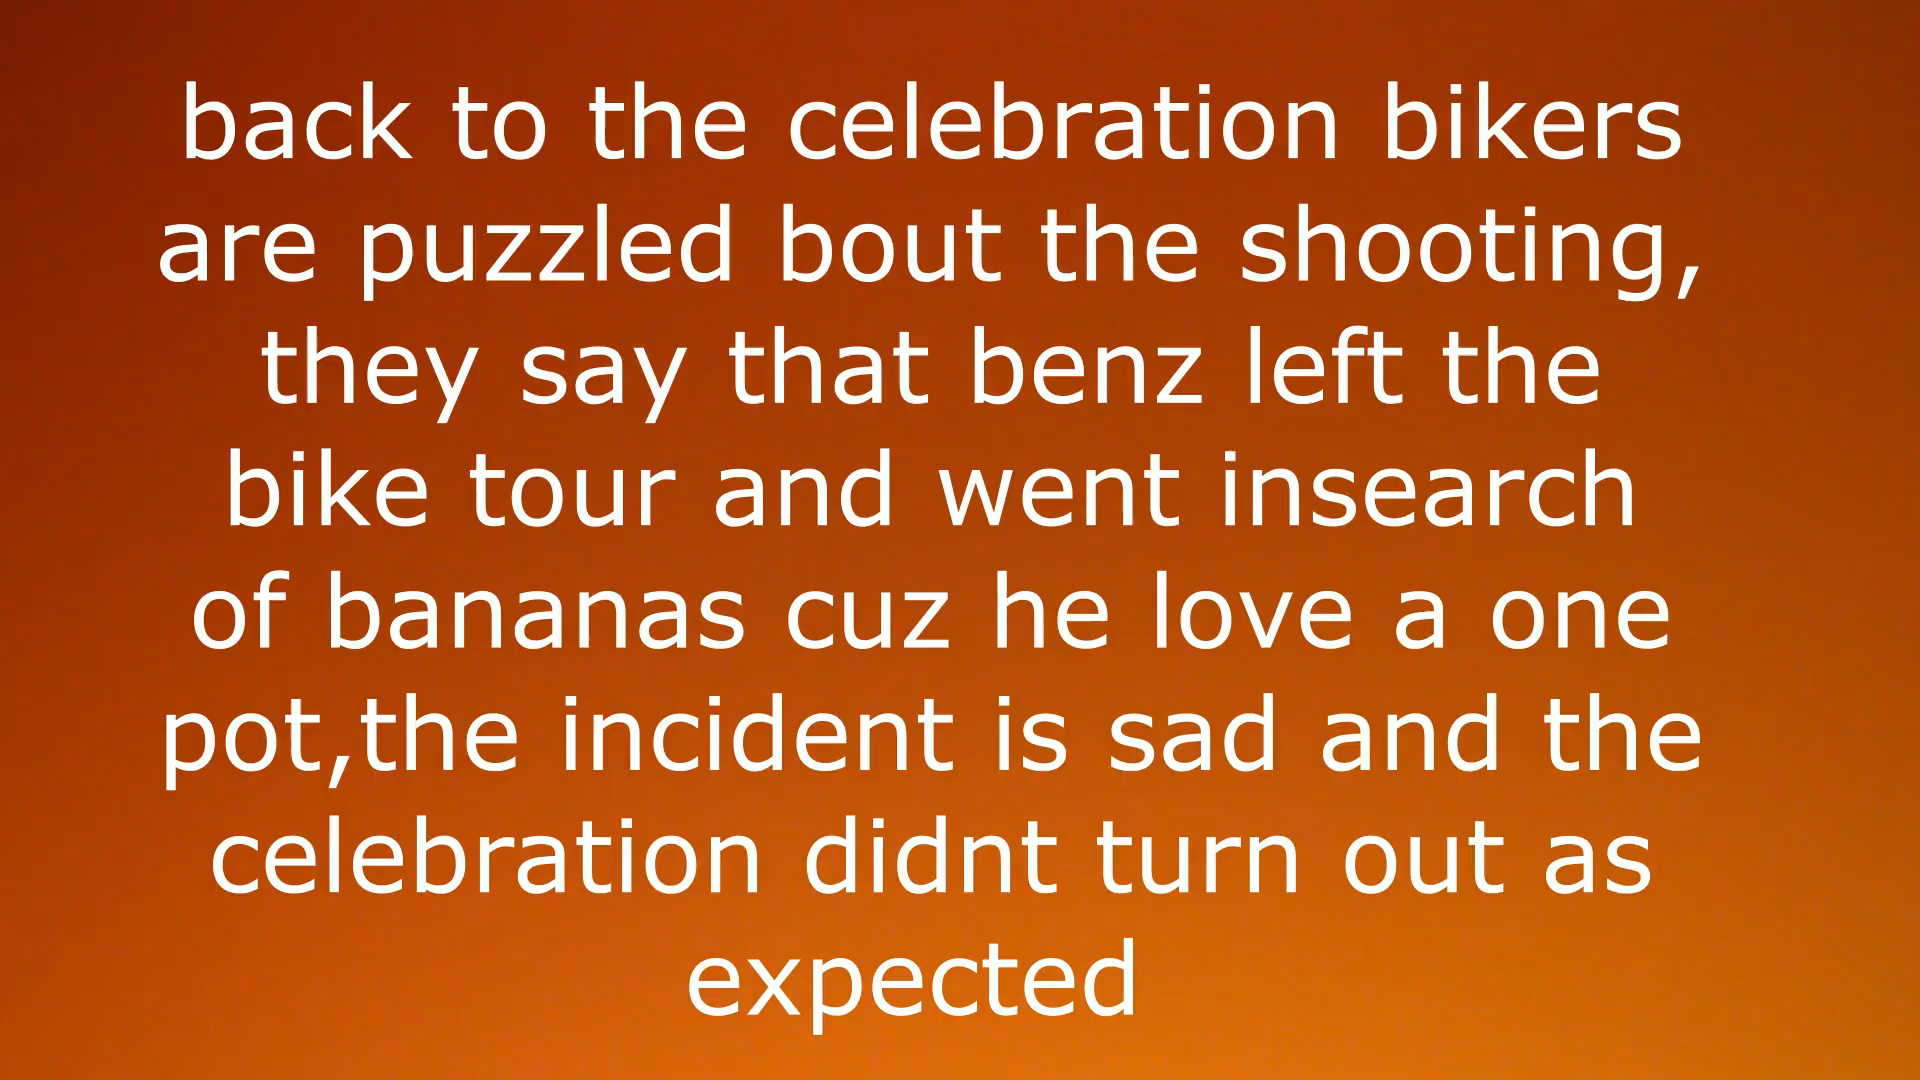 back to the celebration bikers
are puzzled bout the shooting,
they say that benz left the
bike tour and went insearch
of bananas cuz he love a one
pot,the incident is sad and the
celebration didnt turn out as
expected